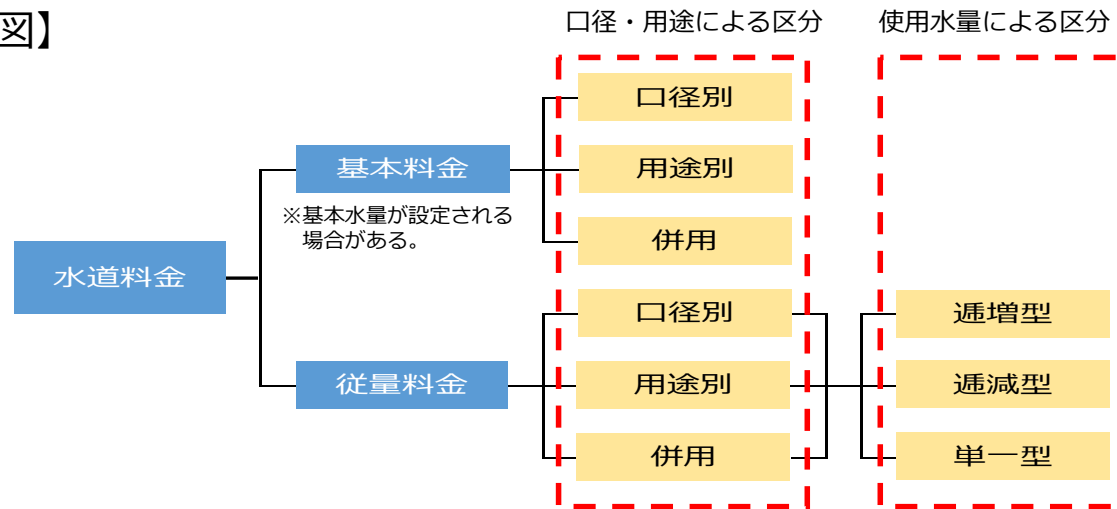 図】
口径・用途による区分
使用水量による区分
口径別
基本料金
用途別
※基本水量が設定される
場合がある。
併用
水道料金
口径別
逓増型
従量料金
用途別
逓減型
併用
単一型